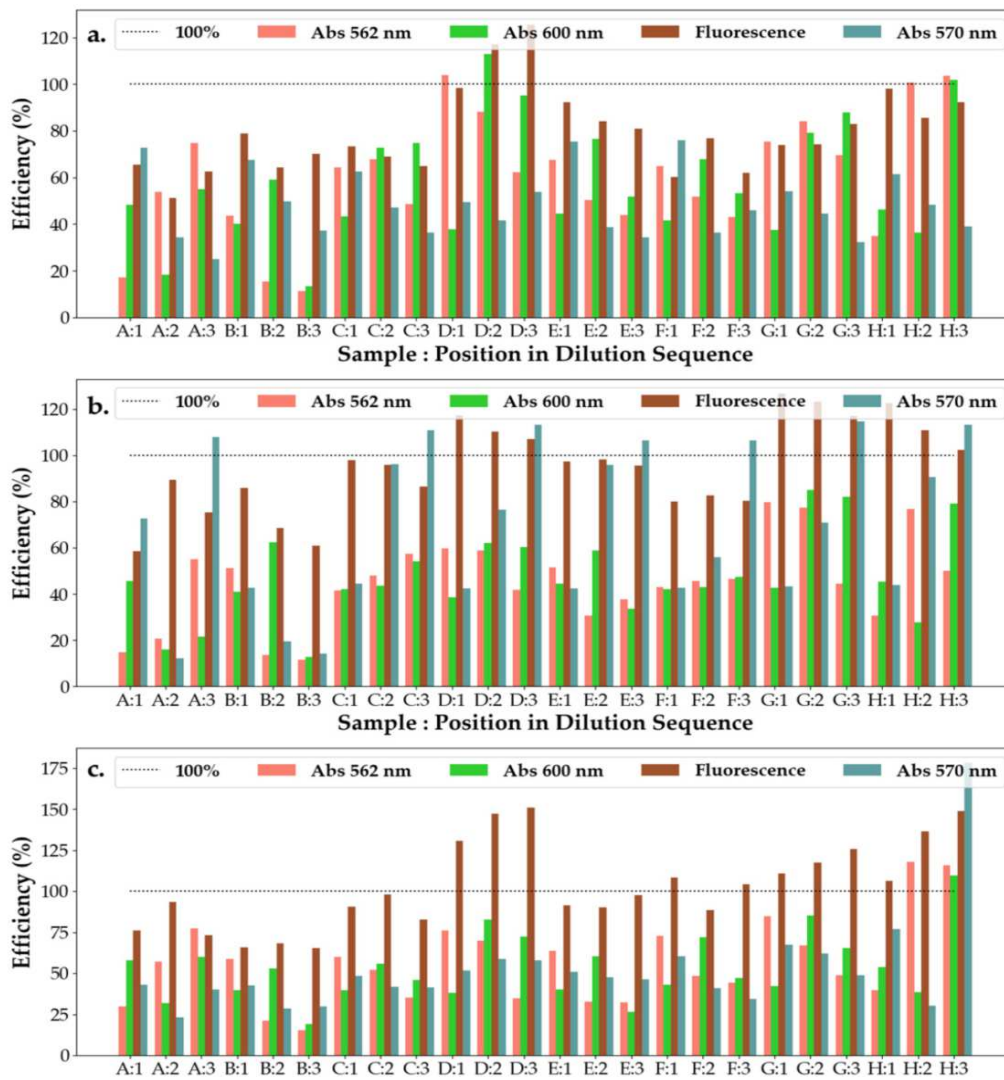 a. 100% Abs 562 nm Abs 600 nm Fluorescence Abs 570 nm
Efficiency (%)
120
100
80
60
40
20
0
A:1 A:2 A:3 B:1 B:2 B:3 C:1 C:2 C:3 D:1 D:2 D:3 E:1 E:2 E:3 F:1 F:2 F:3 G:1 G:2 G:3 H:1 H:2 H:3
Sample : Position in Dilution Sequence
b. 100% Abs 562 nm Abs 600 nm Fluorescence Abs 570 nm
Efficiency (%)
120
100
80
60
40
20
0
A:1 A:2 A:3 B:1 B:2 B:3 C:1 C:2 C:3 D:1 D:2 D:3 E:1 E:2 E:3 F:1 F:2 F:3 G:1 G:2 G:3 H:1 H:2 H:3
Sample : Position in Dilution Sequence
c. 100% Abs 562 nm Abs 600 nm Fluorescence Abs 570 nm
Efficiency (%)
175
150
125
100
75
50
25
0
A:1 A:2 A:3 B:1 B:2 B:3 C:1 C:2 C:3 D:1 D:2 D:3 E:1 E:2 E:3 F:1 F:2 F:3 G:1 G:2 G:3 H:1 H:2 H:3